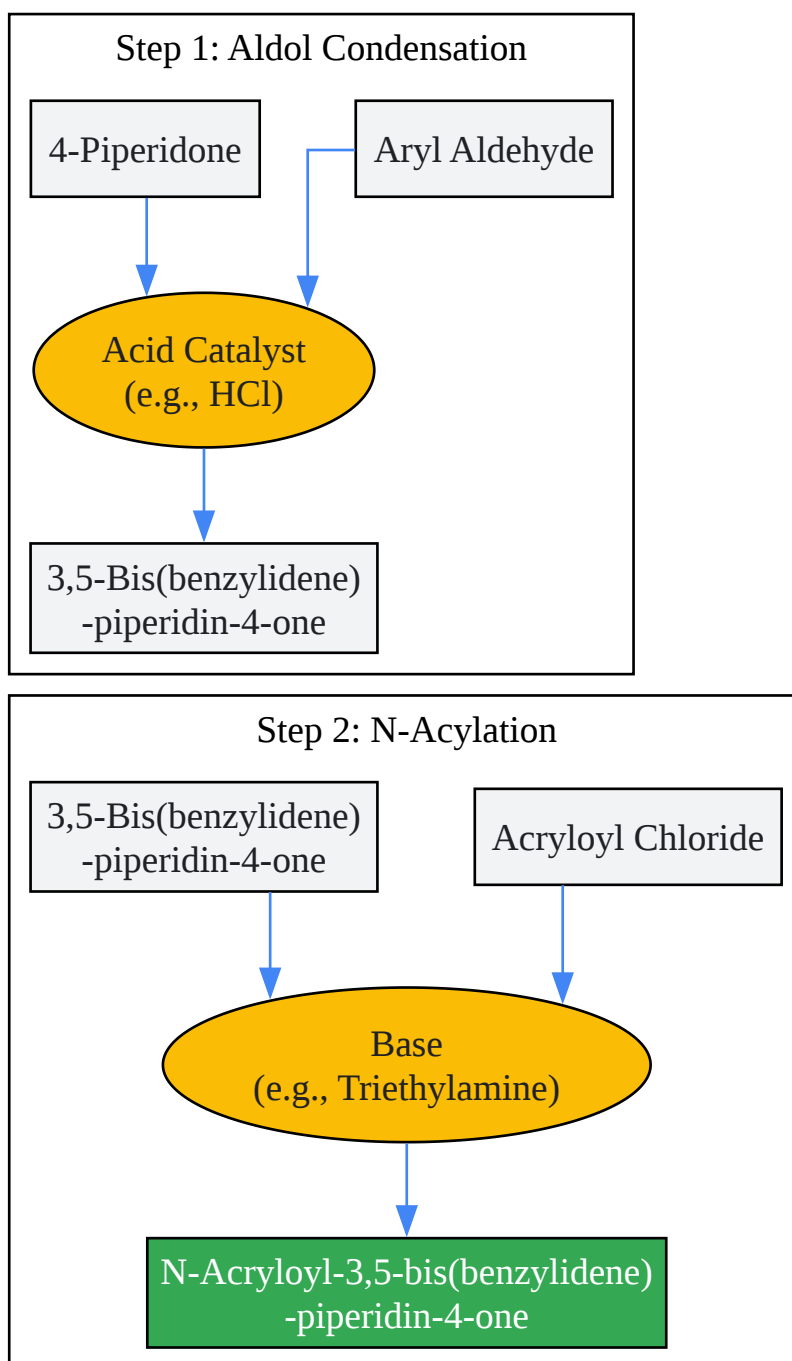 Step 1: Aldol Condensation
4-Piperidone
Aryl Aldehyde
Acid Catalyst
(e.g., HCl)
3,5-Bis(benzylidene)
-piperidin-4-one
Step 2: N-Acylation
3,5-Bis(benzylidene)
-piperidin-4-one
Acryloyl Chloride
Base
(e.g., Triethylamine)
N-Acryloyl-3,5-bis(benzylidene)
-piperidin-4-one